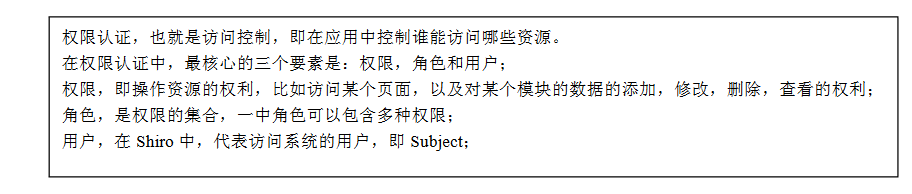 权限认证，也就是访问控制，即在应用中控制谁能访问哪些资源。
在权限认证中，最核心的三个要素是：权限，角色和用户；
权限，即操作资源的权利，比如访问某个页面，以及对某个模块的数据的添加，修改，删除，查看的权利；
角色，是权限的集合，一中角色可以包含多种权限；
用户，在 Shiro 中，代表访问系统的用户，即 Subject；